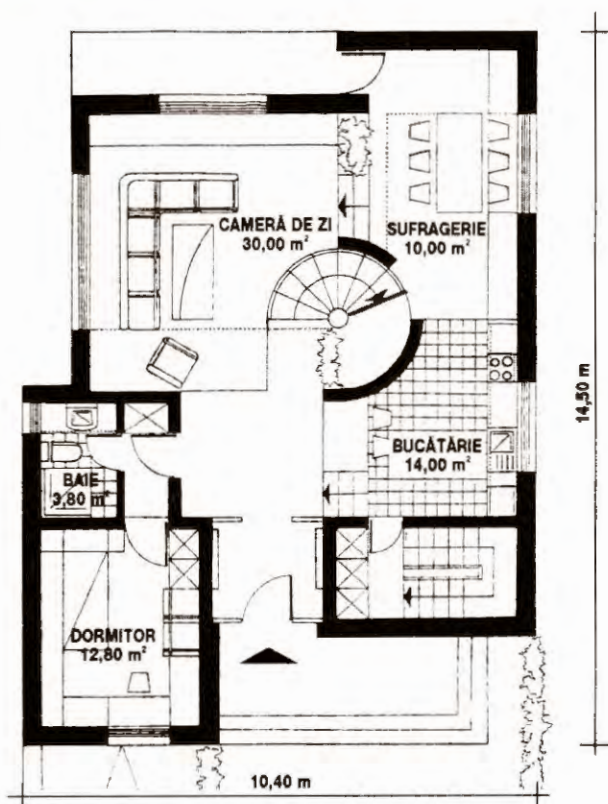 CAMERĂ DE ZI
30,00 m²
SUFRAGERIE
10,00 m²
BUCĂTĂRIE
14,00 m²
BAIE
3,80 m²
DORMITOR
12,80 m²
14,50 m
10,40 m